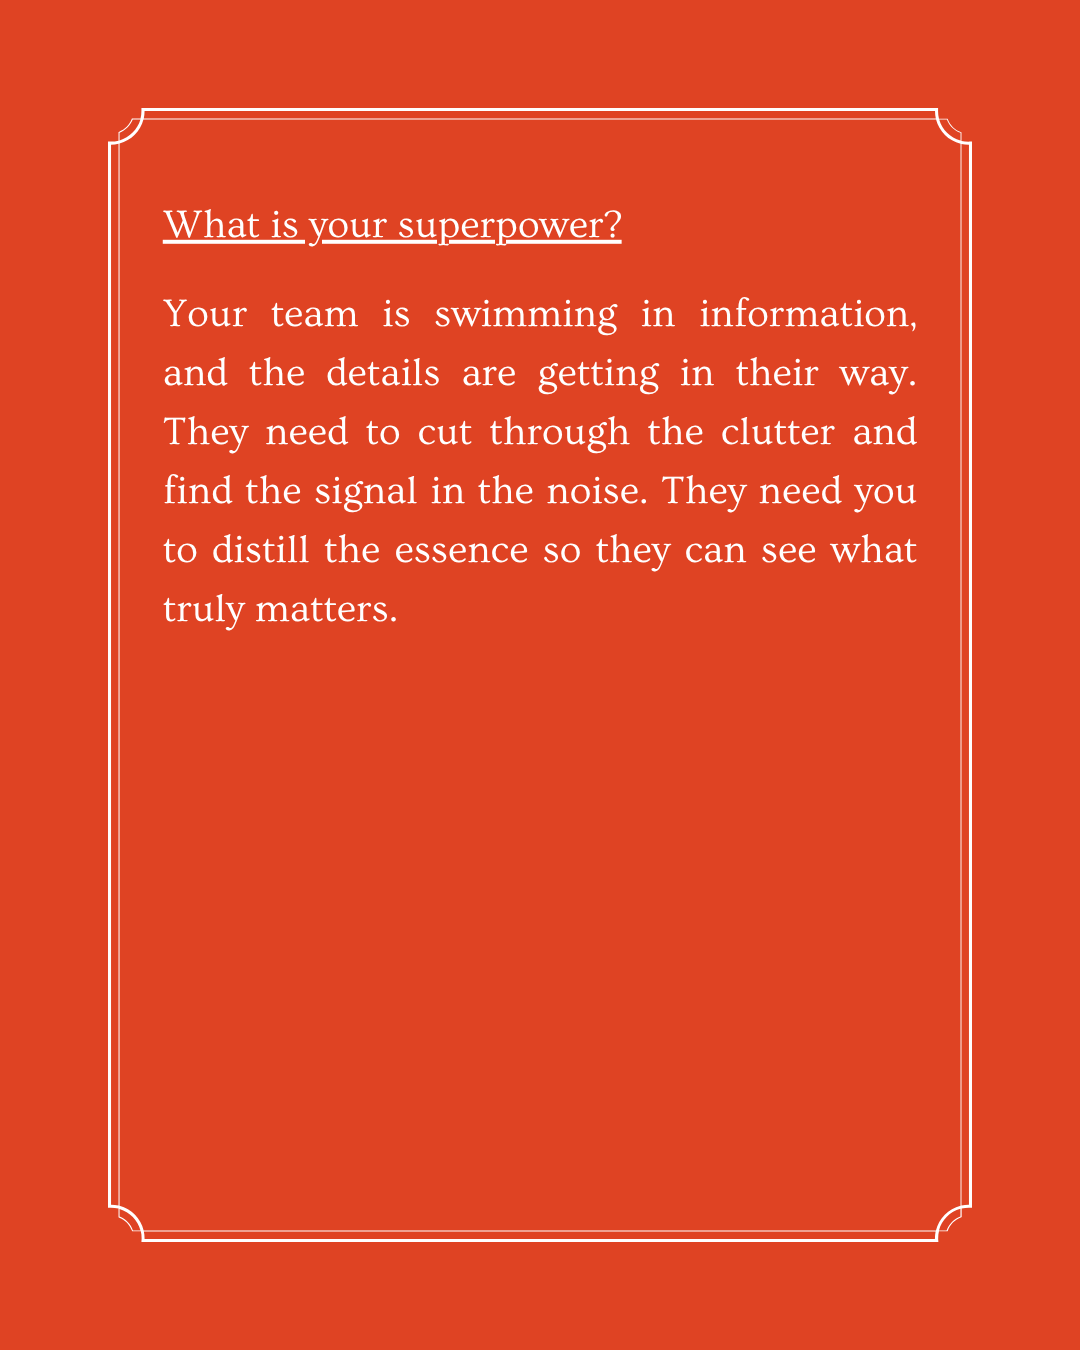 What is your superpower?
Your team is swimming in information,
and the details are getting in their way.
They need to cut through the clutter and
find the signal in the noise. They need you
to distill the essence so they can see what
truly matters.